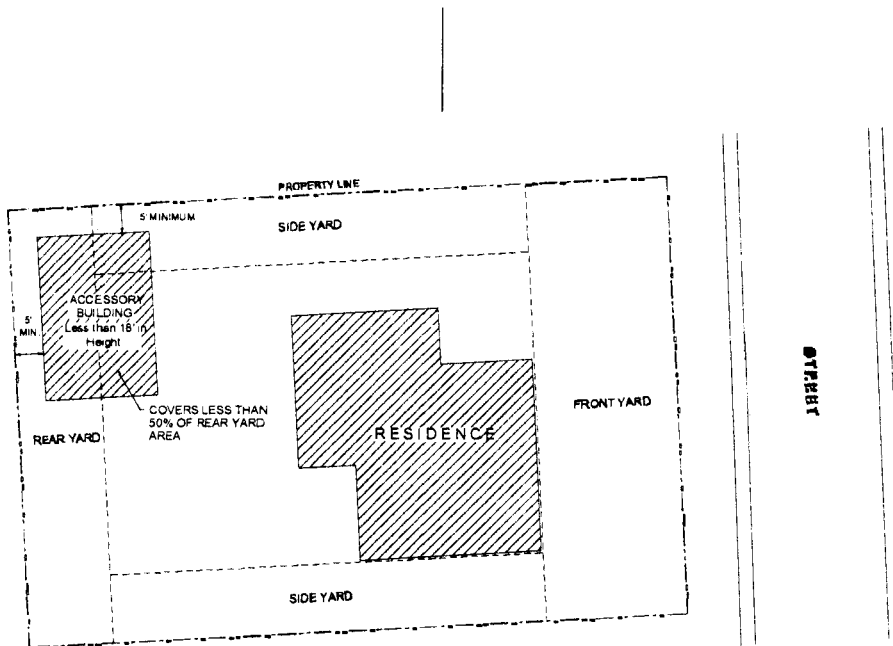 PROPERTY LINE
5' MINIMUM
SIDE YARD
ACCESSORY
BUILDING
Less than 18' in
Height
5'
MIN.
COVERS LESS THAN
50% OF REAR YARD
AREA
REAR YARD
RESIDENCE
FRONT YARD
STREET
SIDE YARD